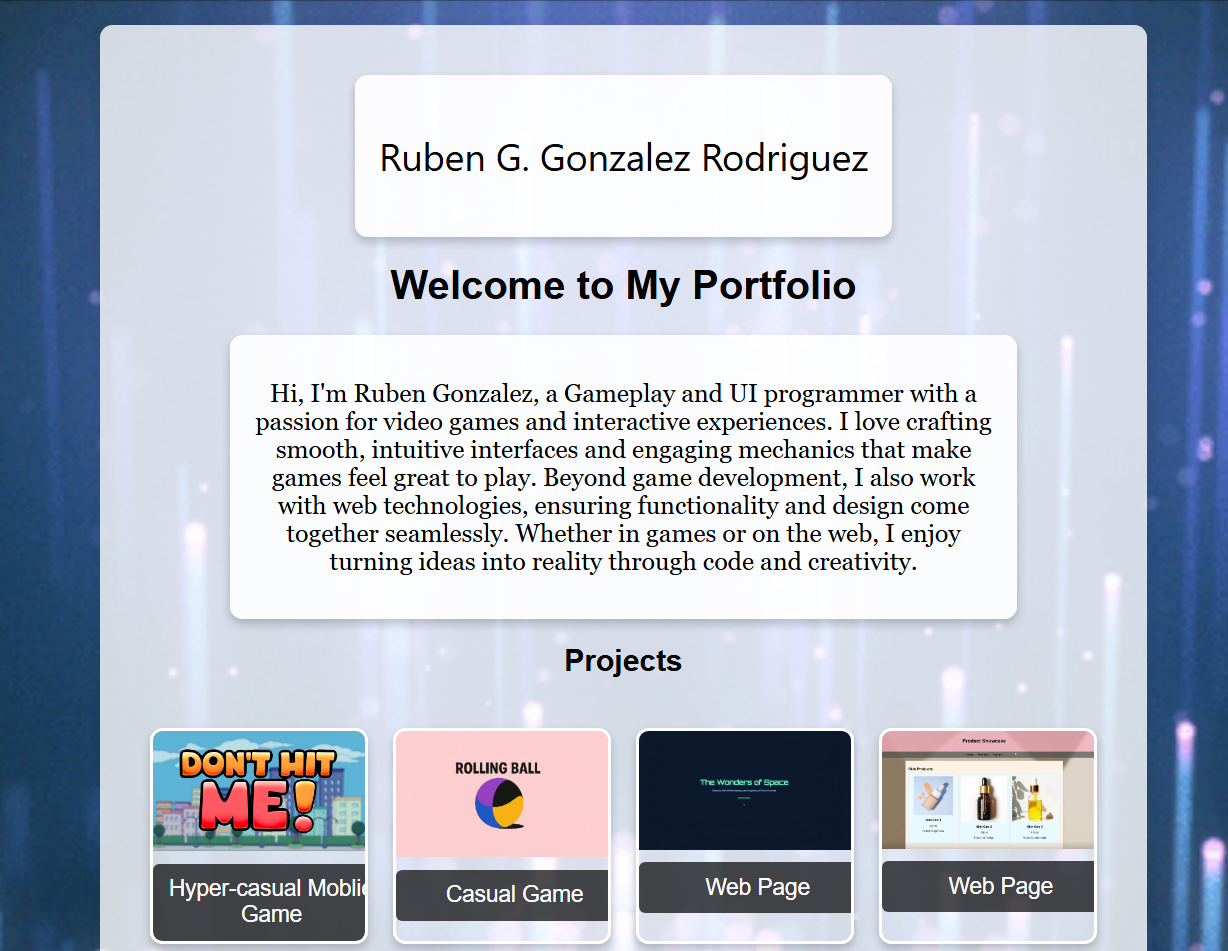 Ruben G. Gonzalez Rodriguez
Welcome to My Portfolio
Hi, I'm Ruben Gonzalez, a Gameplay and UI programmer with a
passion for video games and interactive experiences. I love crafting
smooth, intuitive interfaces and engaging mechanics that make
games feel great to play. Beyond game development, I also work
with web technologies, ensuring functionality and design come
together seamlessly. Whether in games or on the web, I enjoy
turning ideas into reality through code and creativity.
Projects
DON'T HIT
ME!
Hyper-casual Moblie
Game
ROLLING BALL
Casual Game
The Wonders of Space
Web Page
Product Showcase
Skin Products
Web Page